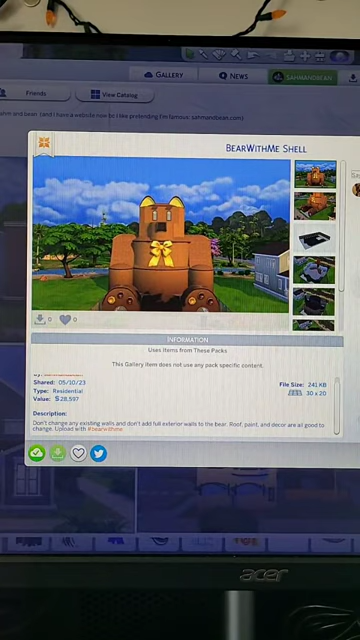 GALLERY
NEWS
SAHMANDBEAN
Friends
View Catalog
BEARWITHME SHELL
0
0
INFORMATION
Uses Items from These Packs
This Gallery item does not use any pack specific content.
Shared: 05/10/23
File Size: 241 KB
Type: Residential
30 x 20
Value: §28,597
Description:
Don't change any existing walls and don't add full exterior walls to the bear. Roof, paint, and decor are all good to
change. Upload with #bearwithme
acer